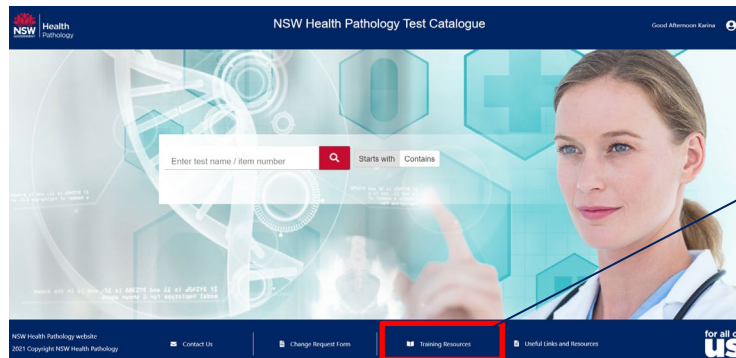 NSW
GOVERNMENT
Health
Pathology
NSW Health Pathology Test Catalogue
Good Afternoon Karina
Enter test name / item number
Starts with
Contains
NSW Health Pathology website
2021 Copyright NSW Health Pathology
Contact Us
Change Request Form
Training Resources
Useful Links and Resources
for all o
us